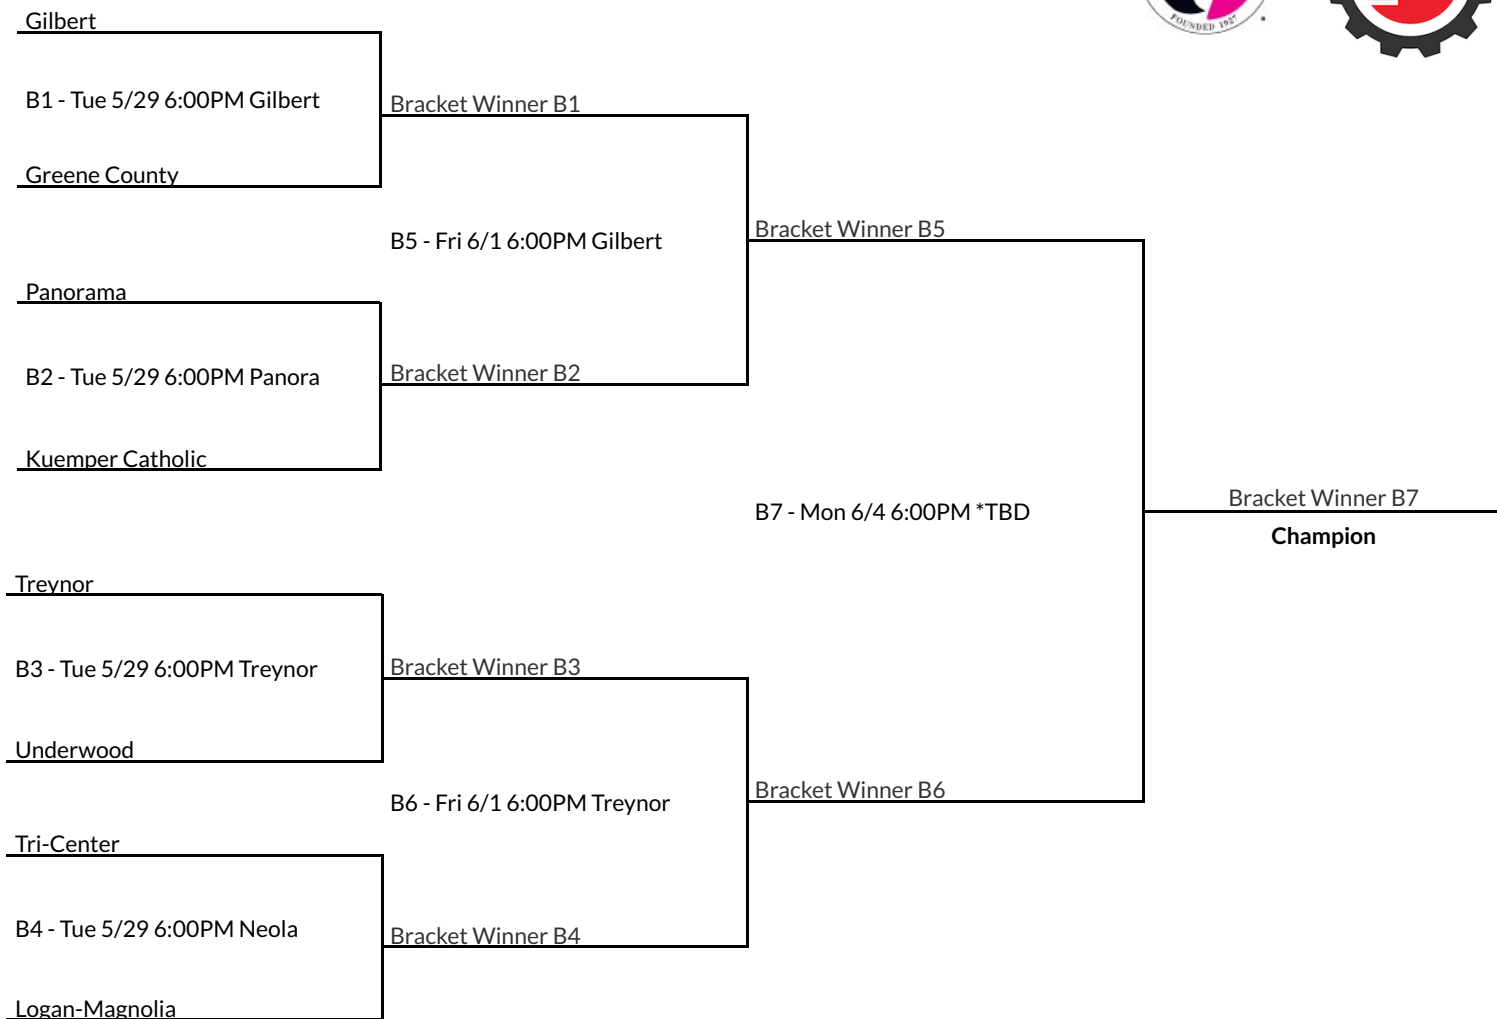 FOUNDED 1927
Gilbert
B1 - Tue 5/29 6:00PM Gilbert
Bracket Winner B1
Greene County
B5 - Fri 6/1 6:00PM Gilbert
Bracket Winner B5
Panorama
B2 - Tue 5/29 6:00PM Panora
Bracket Winner B2
Kuemper Catholic
B7 - Mon 6/4 6:00PM *TBD
Bracket Winner B7
Champion
Treynor
B3 - Tue 5/29 6:00PM Treynor
Bracket Winner B3
Underwood
B6 - Fri 6/1 6:00PM Treynor
Bracket Winner B6
Tri-Center
B4 - Tue 5/29 6:00PM Neola
Bracket Winner B4
Logan-Magnolia